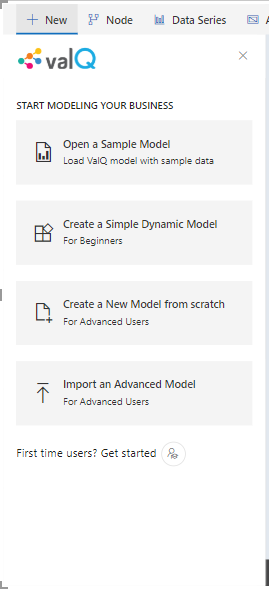 + New Node Data Series
valQ
START MODELING YOUR BUSINESS
Open a Sample Model
Load ValQ model with sample data
Create a Simple Dynamic Model
For Beginners
Create a New Model from scratch
For Advanced Users
Import an Advanced Model
For Advanced Users
First time users? Get started